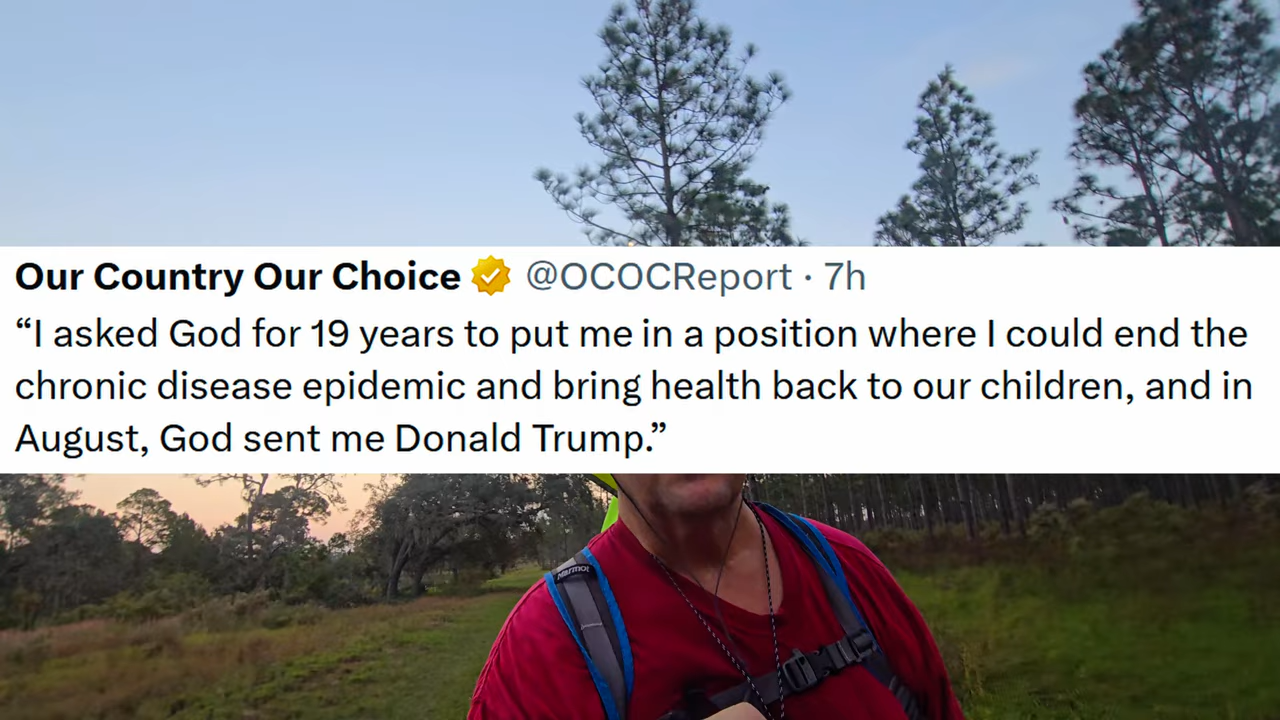 Our Country Our Choice @OCOCReport · 7h
“I asked God for 19 years to put me in a position where I could end the
chronic disease epidemic and bring health back to our children, and in
August, God sent me Donald Trump.”
Marmot